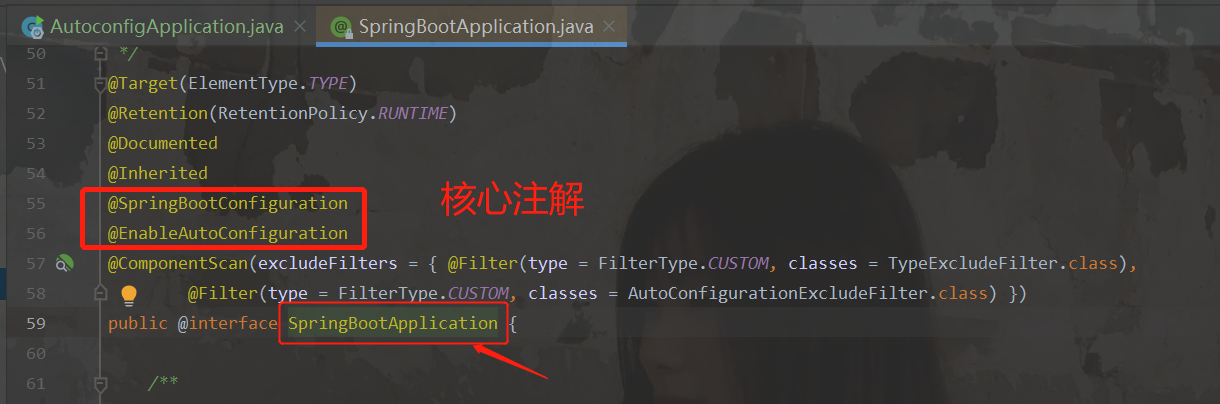 AutoconfigApplication.java
SpringBootApplication.java
50 */
51 @Target(ElementType.TYPE)
52 @Retention(RetentionPolicy.RUNTIME)
53 @Documented
54 @Inherited
55 @SpringBootConfiguration
核心注解
56 @EnableAutoConfiguration
57 @ComponentScan(excludeFilters = { @Filter(type = FilterType.CUSTOM, classes = TypeExcludeFilter.class),
58 @Filter(type = FilterType.CUSTOM, classes = AutoConfigurationExcludeFilter.class) })
59 public @interface SpringBootApplication {
60
61 /**